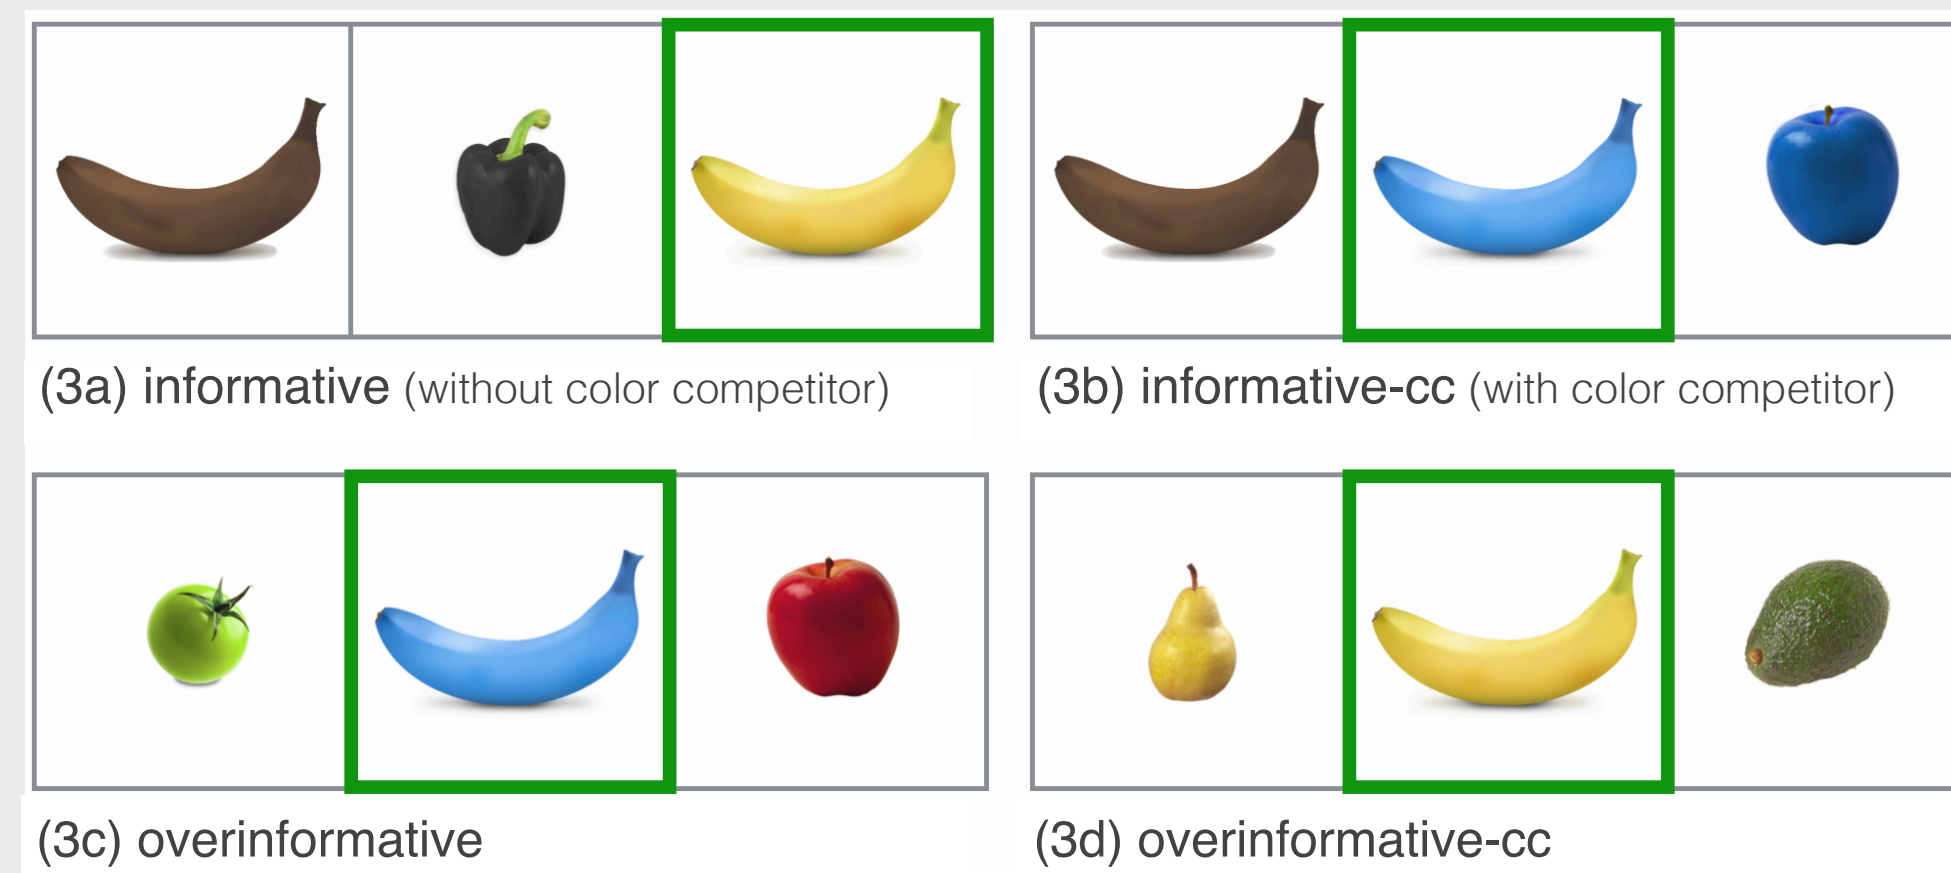 (3a) informative (without color competitor)
(3b) informative-cc (with color competitor)
(3c) overinformative
(3d) overinformative-cc